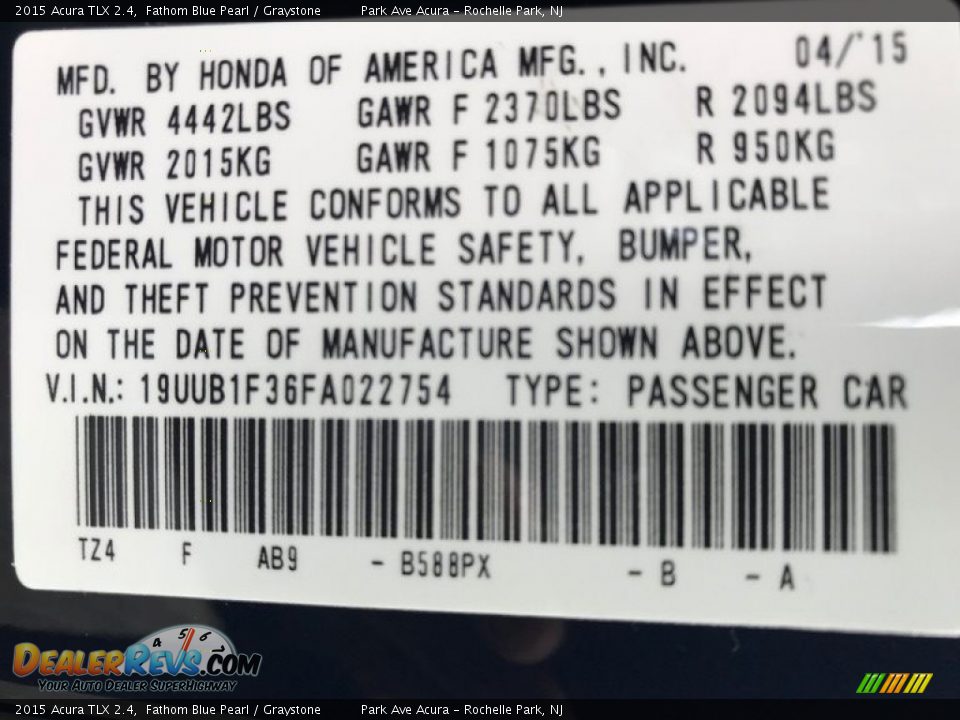 2015 Acura TLX 2.4, Fathom Blue Pearl / Graystone Park Ave Acura - Rochelle Park, NJ
MFD. BY HONDA OF AMERICA MFG., INC. 04/'15
GVWR 4442LBS GAWR F 2370LBS R 2094LBS
GVWR 2015KG GAWR F 1075KG R 950KG
THIS VEHICLE CONFORMS TO ALL APPLICABLE
FEDERAL MOTOR VEHICLE SAFETY, BUMPER,
AND THEFT PREVENTION STANDARDS IN EFFECT
ON THE DATE OF MANUFACTURE SHOWN ABOVE.
V.I.N.: 19UUB1F36FA022754 TYPE: PASSENGER CAR
TZ4 F AB9 - B588PX - B - A
4 5 6
DealerRevs.com
Your Auto Dealer SuperHighway
2015 Acura TLX 2.4, Fathom Blue Pearl / Graystone Park Ave Acura - Rochelle Park, NJ